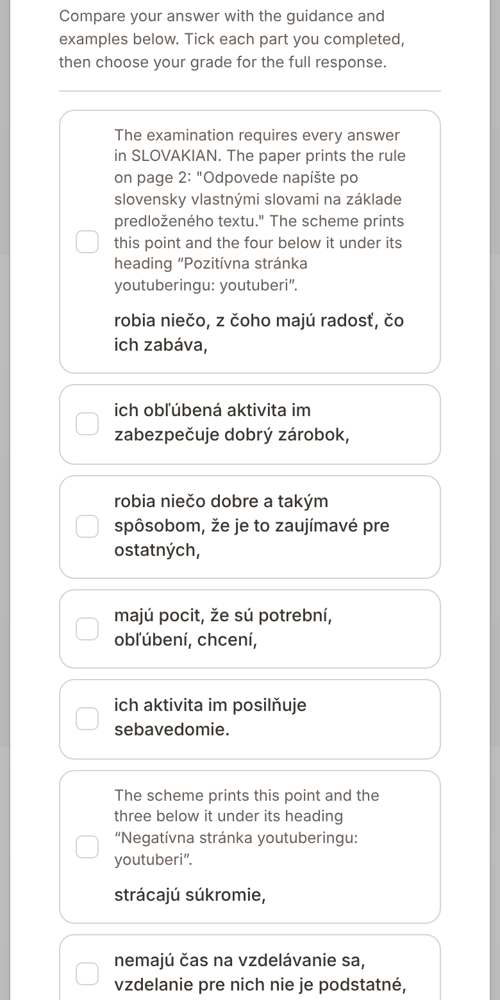 Compare your answer with the guidance and
examples below. Tick each part you completed,
then choose your grade for the full response.
The examination requires every answer
in SLOVAKIAN. The paper prints the rule
on page 2: "Odpovede napíšte po
slovensky vlastnými slovami na základe
predloženého textu." The scheme prints
this point and the four below it under its
heading “Pozitívna stránka
youtuberingu: youtuberi”.
robia niečo, z čoho majú radosť, čo
ich zabáva,
ich obľúbená aktivita im
zabezpečuje dobrý zárobok,
robia niečo dobre a takým
spôsobom, že je to zaujímavé pre
ostatných,
majú pocit, že sú potrební,
obľúbení, chcení,
ich aktivita im posilňuje
sebavedomie.
The scheme prints this point and the
three below it under its heading
“Negatívna stránka youtuberingu:
youtuberi”.
strácajú súkromie,
nemajú čas na vzdelávanie sa,
vzdelanie pre nich nie je podstatné,